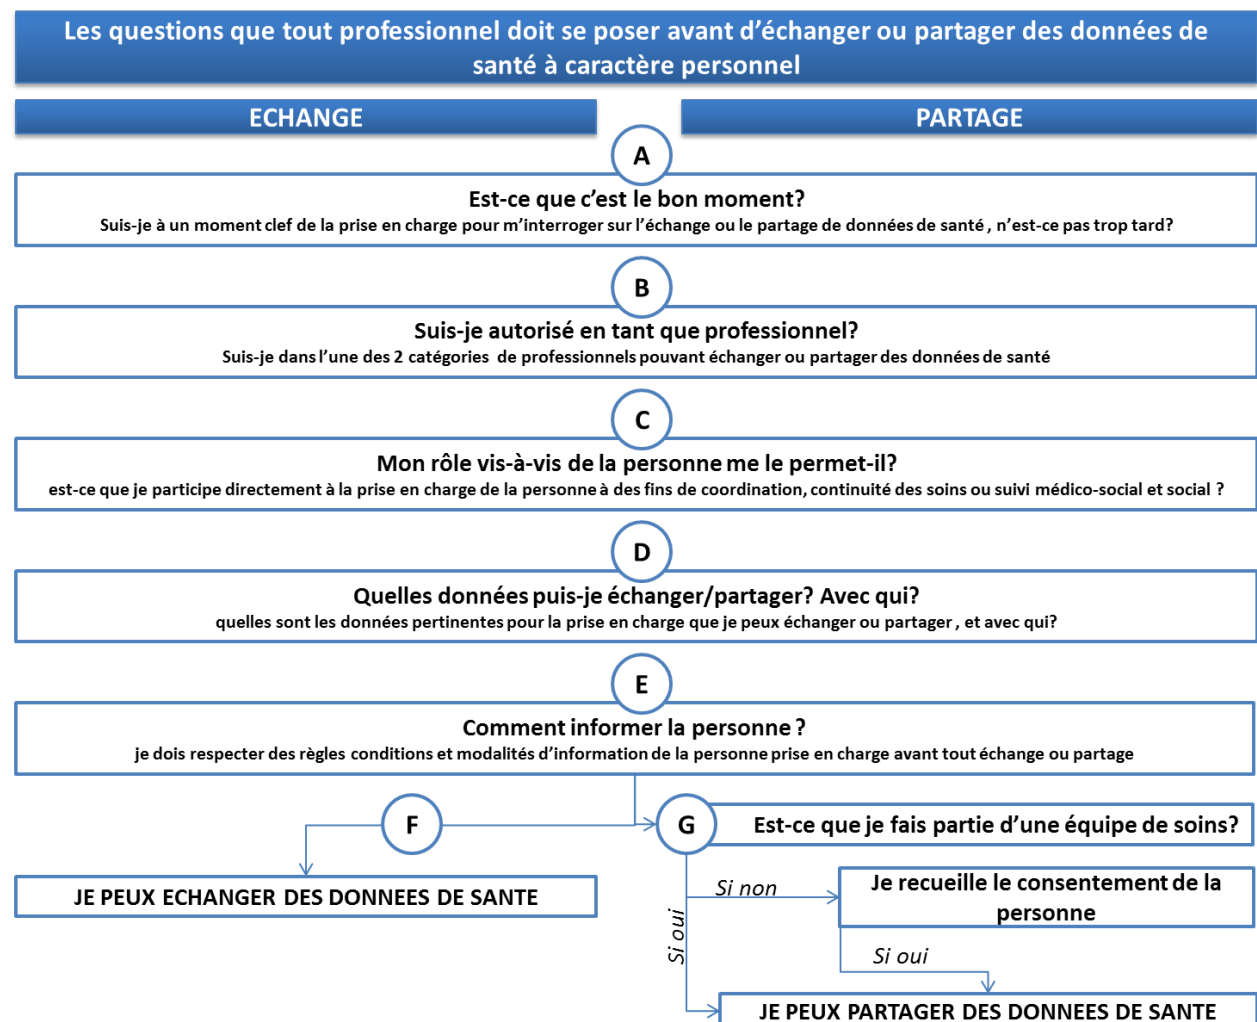 Les questions que tout professionnel doit se poser avant d'échanger ou partager des données de
santé à caractère personnel
ECHANGE
PARTAGE
A
Est-ce que c'est le bon moment?
Suis-je à un moment clef de la prise en charge pour m'interroger sur l'échange ou le partage de données de santé , n'est-ce pas trop tard?
B
Suis-je autorisé en tant que professionnel?
Suis-je dans l'une des 2 catégories de professionnels pouvant échanger ou partager des données de santé
C
Mon rôle vis-à-vis de la personne me le permet-il?
est-ce que je participe directement à la prise en charge de la personne à des fins de coordination, continuité des soins ou suivi médico-social et social ?
D
Quelles données puis-je échanger/partager? Avec qui?
quelles sont les données pertinentes pour la prise en charge que je peux échanger ou partager , et avec qui?
E
Comment informer la personne ?
je dois respecter des règles conditions et modalités d'information de la personne prise en charge avant tout échange ou partage
F
G
Est-ce que je fais partie d'une équipe de soins?
JE PEUX ECHANGER DES DONNEES DE SANTE
Si non
Je recueille le consentement de la
personne
Si oui
Si oui
JE PEUX PARTAGER DES DONNEES DE SANTE